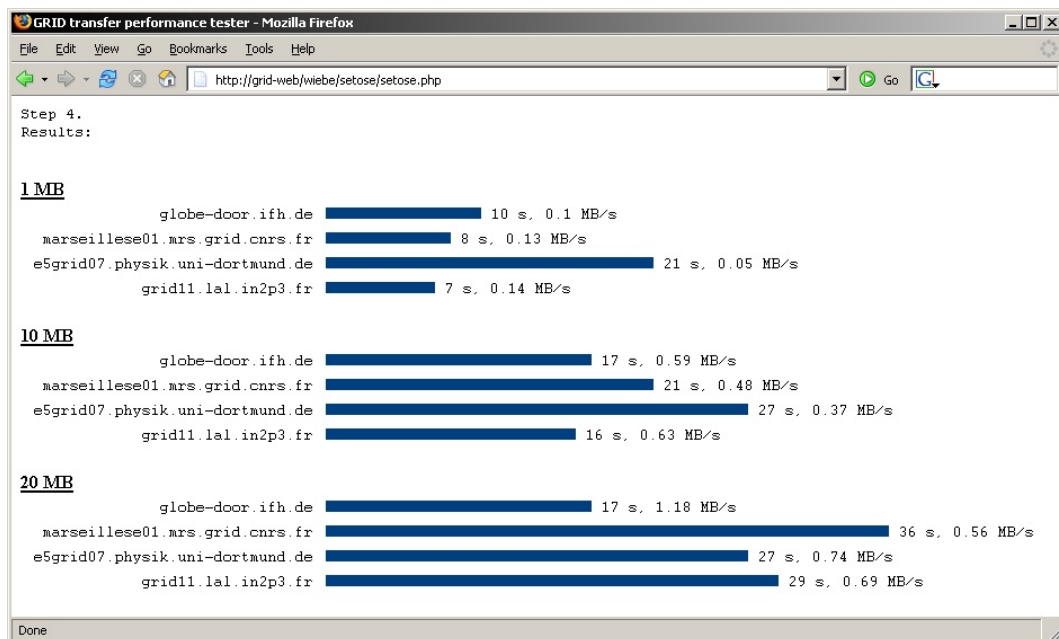 GRID transfer performance tester - Mozilla Firefox
File Edit View Go Bookmarks Tools Help
http://grid-web/wiebe/setose/setose.php Go G
Step 4.
Results:
1 MB
globe-door.ifh.de 10 s, 0.1 MB/s
marseillese01.mrs.grid.cnrs.fr 8 s, 0.13 MB/s
e5grid07.physik.uni-dortmund.de 21 s, 0.05 MB/s
grid11.lal.in2p3.fr 7 s, 0.14 MB/s
10 MB
globe-door.ifh.de 17 s, 0.59 MB/s
marseillese01.mrs.grid.cnrs.fr 21 s, 0.48 MB/s
e5grid07.physik.uni-dortmund.de 27 s, 0.37 MB/s
grid11.lal.in2p3.fr 16 s, 0.63 MB/s
20 MB
globe-door.ifh.de 17 s, 1.18 MB/s
marseillese01.mrs.grid.cnrs.fr 36 s, 0.56 MB/s
e5grid07.physik.uni-dortmund.de 27 s, 0.74 MB/s
grid11.lal.in2p3.fr 29 s, 0.69 MB/s
Done